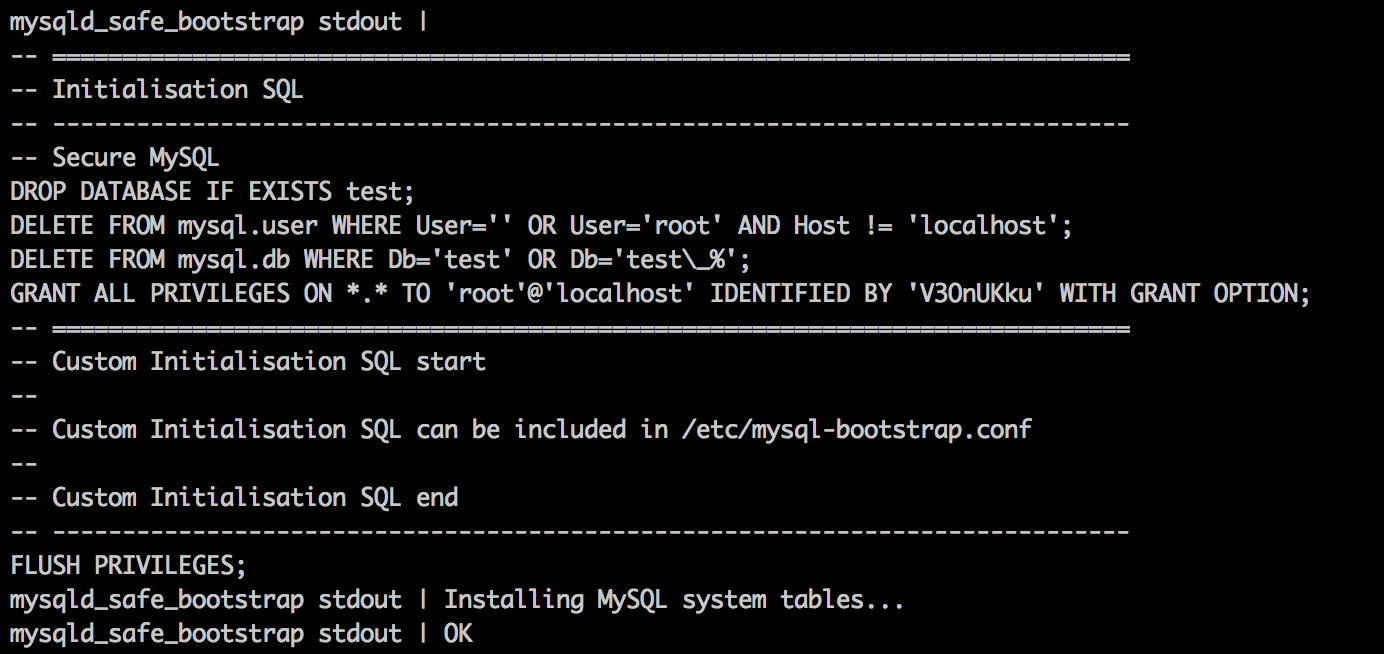 mysqld_safe_bootstrap stdout |
-- =============================================================================
-- Initialisation SQL
-- -----------------------------------------------------------------------------
-- Secure MySQL
DROP DATABASE IF EXISTS test;
DELETE FROM mysql.user WHERE User='' OR User='root' AND Host != 'localhost';
DELETE FROM mysql.db WHERE Db='test' OR Db='test\_%';
GRANT ALL PRIVILEGES ON *.* TO 'root'@'localhost' IDENTIFIED BY 'V3OnUKku' WITH GRANT OPTION;
-- =============================================================================
-- Custom Initialisation SQL start
--
-- Custom Initialisation SQL can be included in /etc/mysql-bootstrap.conf
--
-- Custom Initialisation SQL end
-- -----------------------------------------------------------------------------
FLUSH PRIVILEGES;
mysqld_safe_bootstrap stdout | Installing MySQL system tables...
mysqld_safe_bootstrap stdout | OK